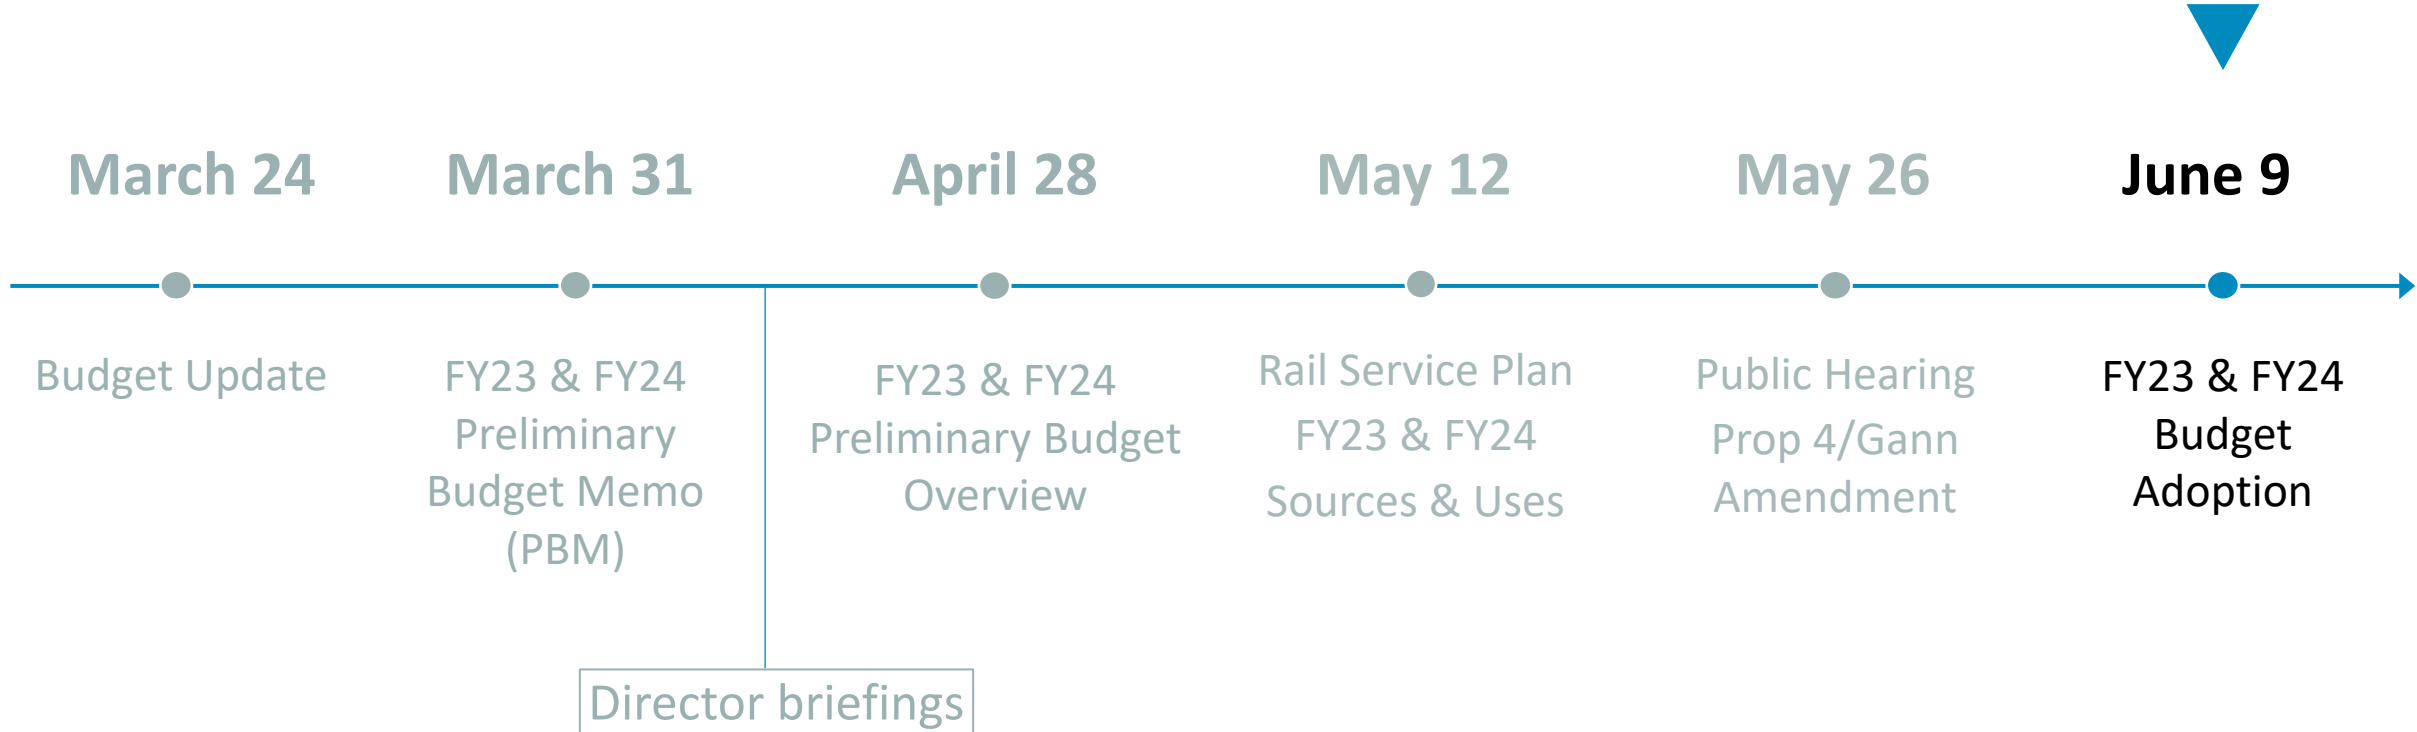 March 24
Budget Update
March 31
FY23 & FY24
Preliminary
Budget Memo
(PBM)
Director briefings
April 28
FY23 & FY24
Preliminary Budget
Overview
May 12
Rail Service Plan
FY23 & FY24
Sources & Uses
May 26
Public Hearing
Prop 4/Gann
Amendment
June 9
FY23 & FY24
Budget
Adoption